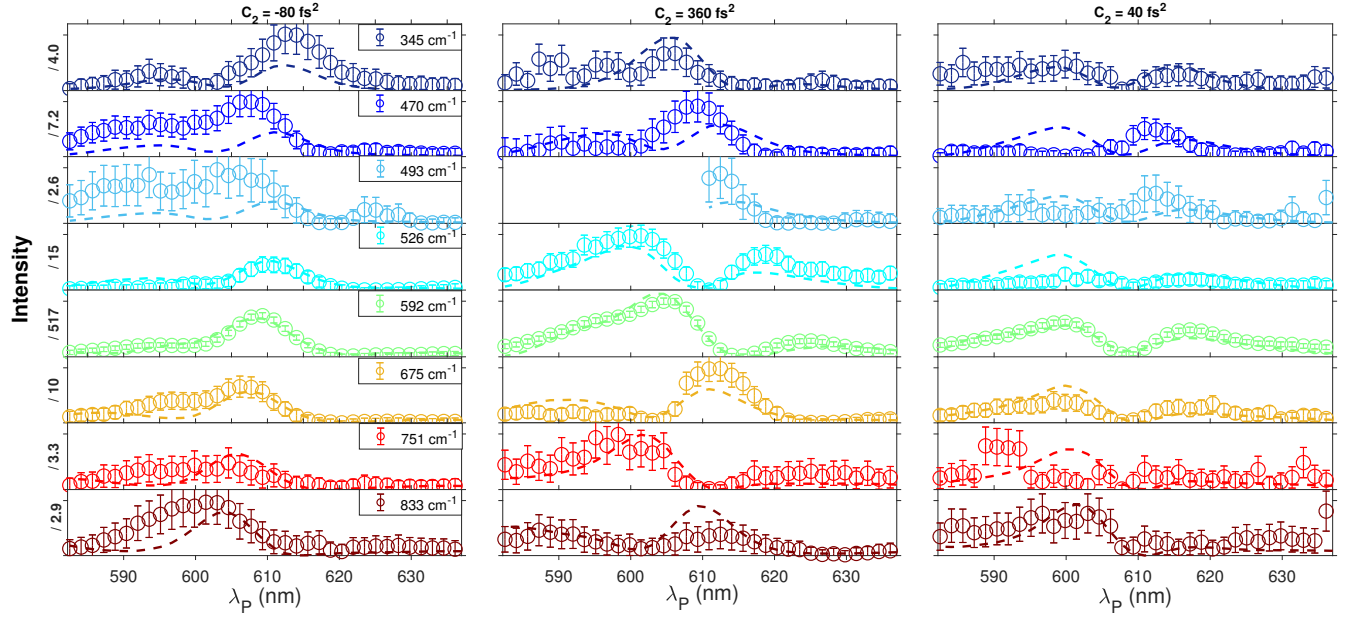 C₂ = -80 fs²
C₂ = 360 fs²
C₂ = 40 fs²
Intensity
/ 4.0
345 cm⁻¹
/ 7.2
470 cm⁻¹
/ 2.6
493 cm⁻¹
/ 15
526 cm⁻¹
/ 517
592 cm⁻¹
/ 10
675 cm⁻¹
/ 3.3
751 cm⁻¹
/ 2.9
833 cm⁻¹
590 600 610 620 630
590 600 610 620 630
590 600 610 620 630
λ_P (nm)
λ_P (nm)
λ_P (nm)